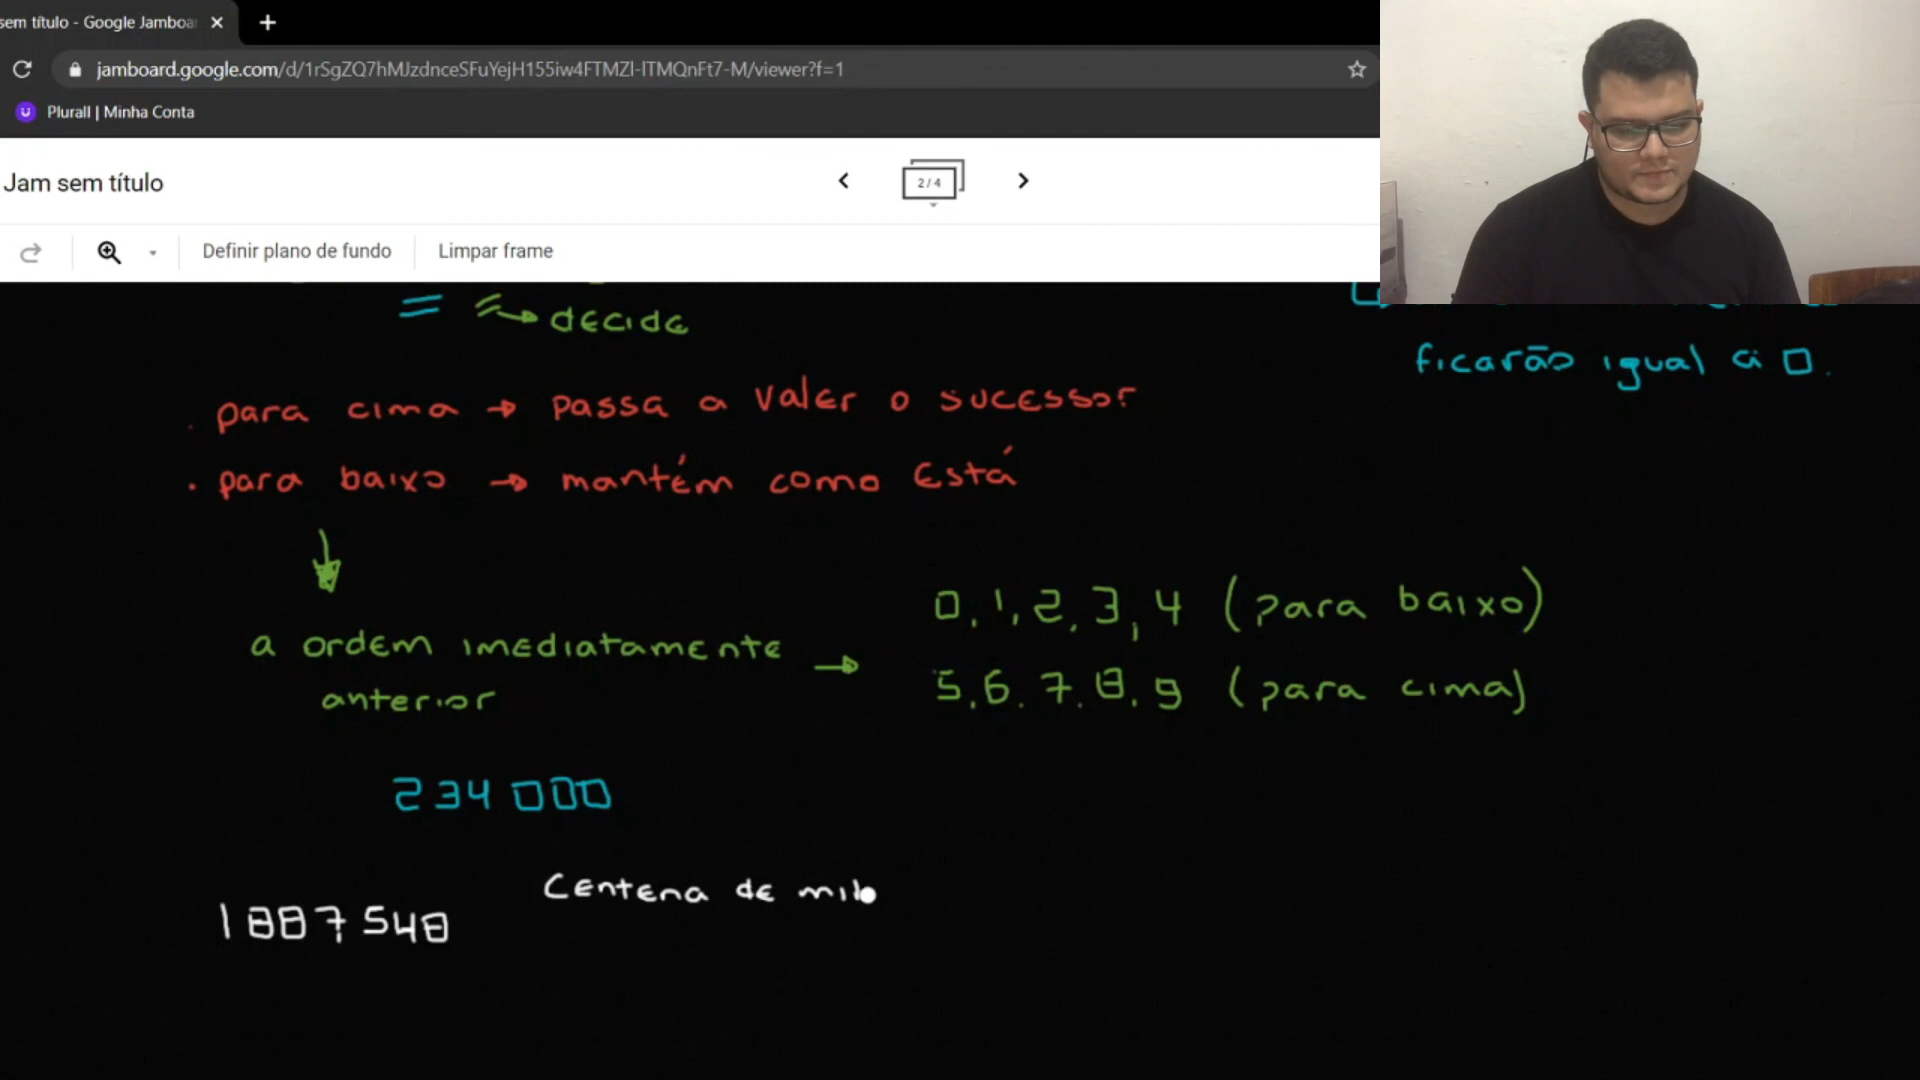 sem título - Google Jamboa
jamboard.google.com/d/1rSgZQ7hMJzdnceSFuYejH155iw4FTMZl-lTMQnFt7-M/viewer?f=1
Plurall | Minha Conta
Jam sem título
2 / 4
Definir plano de fundo
Limpar frame
decide
ficarão igual a 0.
. para cima → passa a valer o sucessor
. para baixo → mantém como está
a ordem imediatamente anterior →
0, 1, 2, 3, 4 (para baixo)
5, 6, 7, 8, 9 (para cima)
234 000
Centena de mil
1 887 548